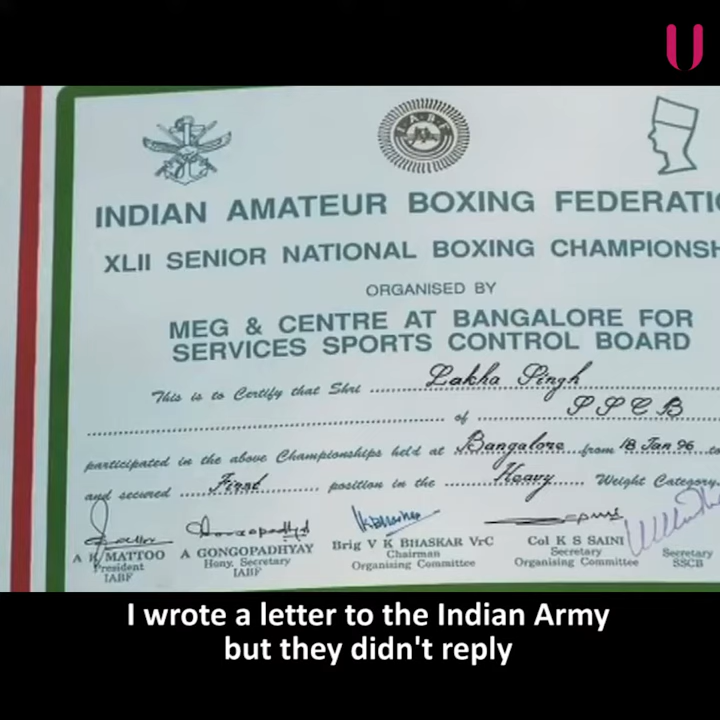 I.A.B.F
INDIAN AMATEUR BOXING FEDERATIO
XLII SENIOR NATIONAL BOXING CHAMPIONSH
ORGANISED BY
MEG & CENTRE AT BANGALORE FOR
SERVICES SPORTS CONTROL BOARD
This is to Certify that Shri Lakha Singh
of S S C B
participated in the above Championships held at Bangalore from 18 Jan 96 to
and secured First position in the Heavy Weight Category.
A K MATTOO
President
IABF
A GONGOPADHYAY
Hony. Secretary
IABF
Brig V K BHASKAR VrC
Chairman
Organising Committee
Col K S SAINI
Secretary
Organising Committee
Secretary
SSCB
I wrote a letter to the Indian Army
but they didn't reply